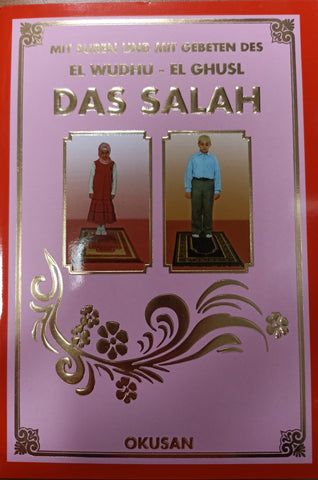 MIT SUREN UND MIT GEBETEN DES
EL WUDHU - EL GHUSL
DAS SALAH
OKUSAN